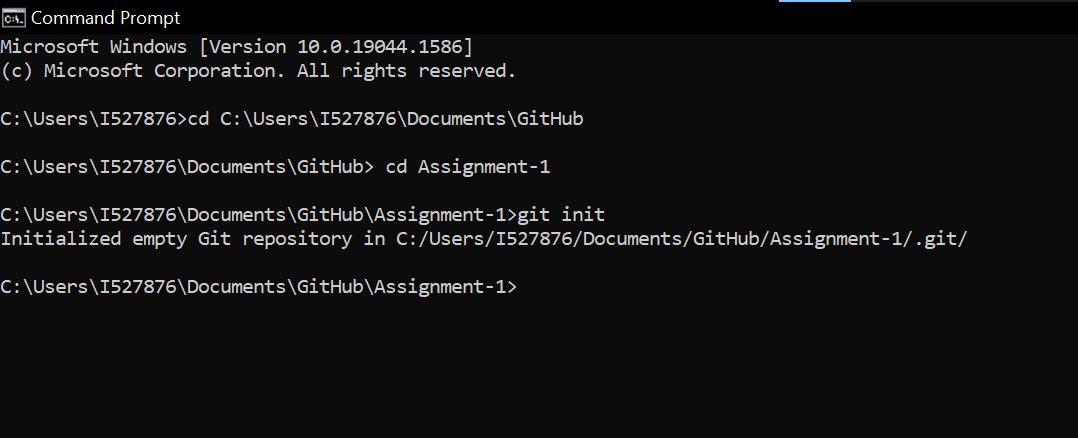 Command Prompt
Microsoft Windows [Version 10.0.19044.1586]
(c) Microsoft Corporation. All rights reserved.
C:\Users\I527876>cd C:\Users\I527876\Documents\GitHub
C:\Users\I527876\Documents\GitHub> cd Assignment-1
C:\Users\I527876\Documents\GitHub\Assignment-1>git init
Initialized empty Git repository in C:/Users/I527876/Documents/GitHub/Assignment-1/.git/
C:\Users\I527876\Documents\GitHub\Assignment-1>